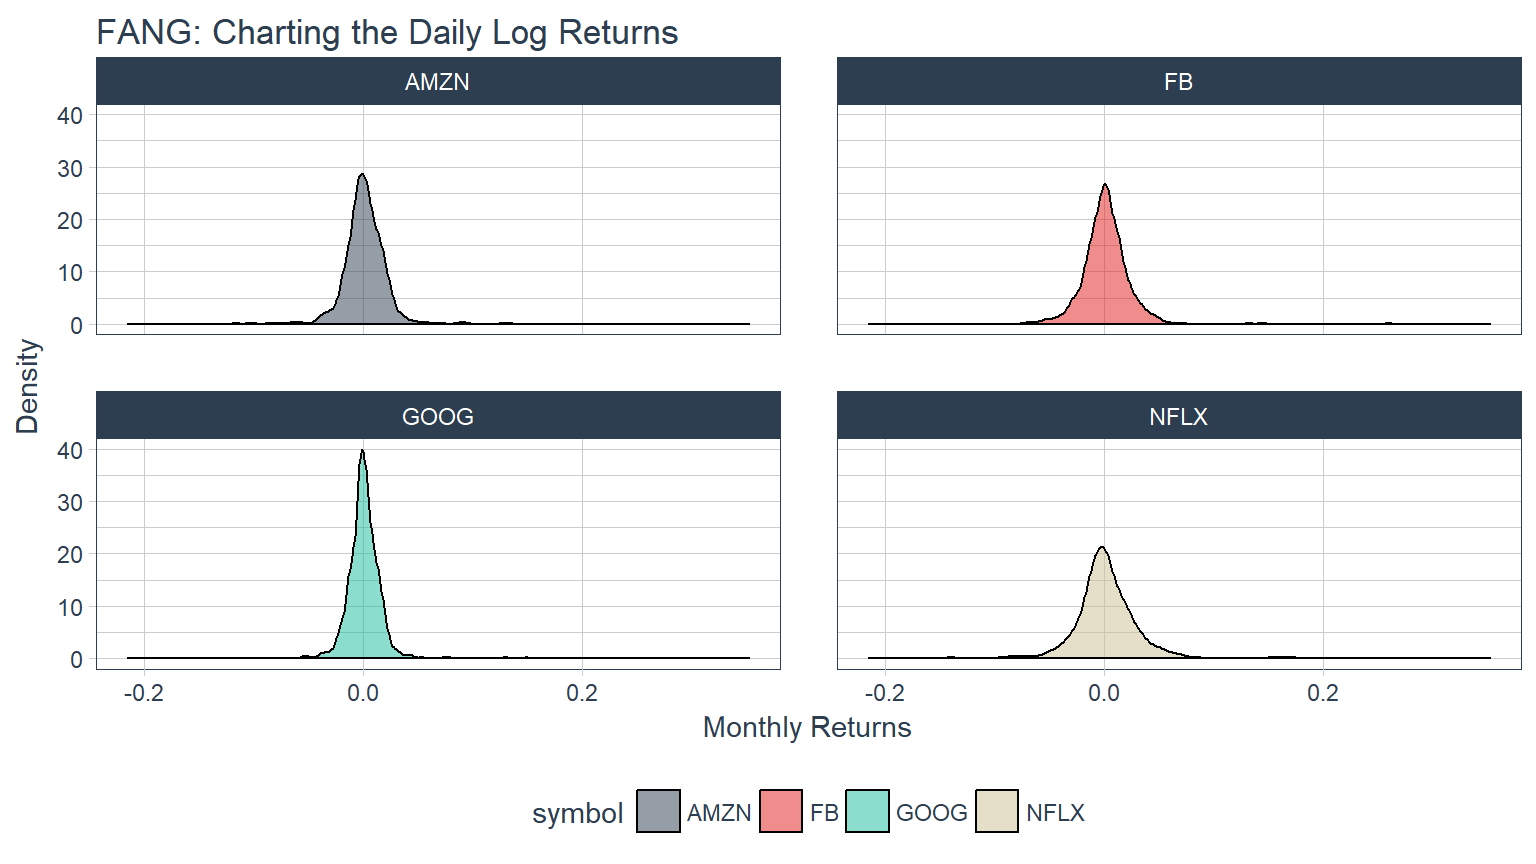 FANG: Charting the Daily Log Returns
AMZN
FB
40
30
20
10
0
Density
GOOG
NFLX
40
30
20
10
0
-0.2 0.0 0.2
-0.2 0.0 0.2
Monthly Returns
symbol AMZN FB GOOG NFLX